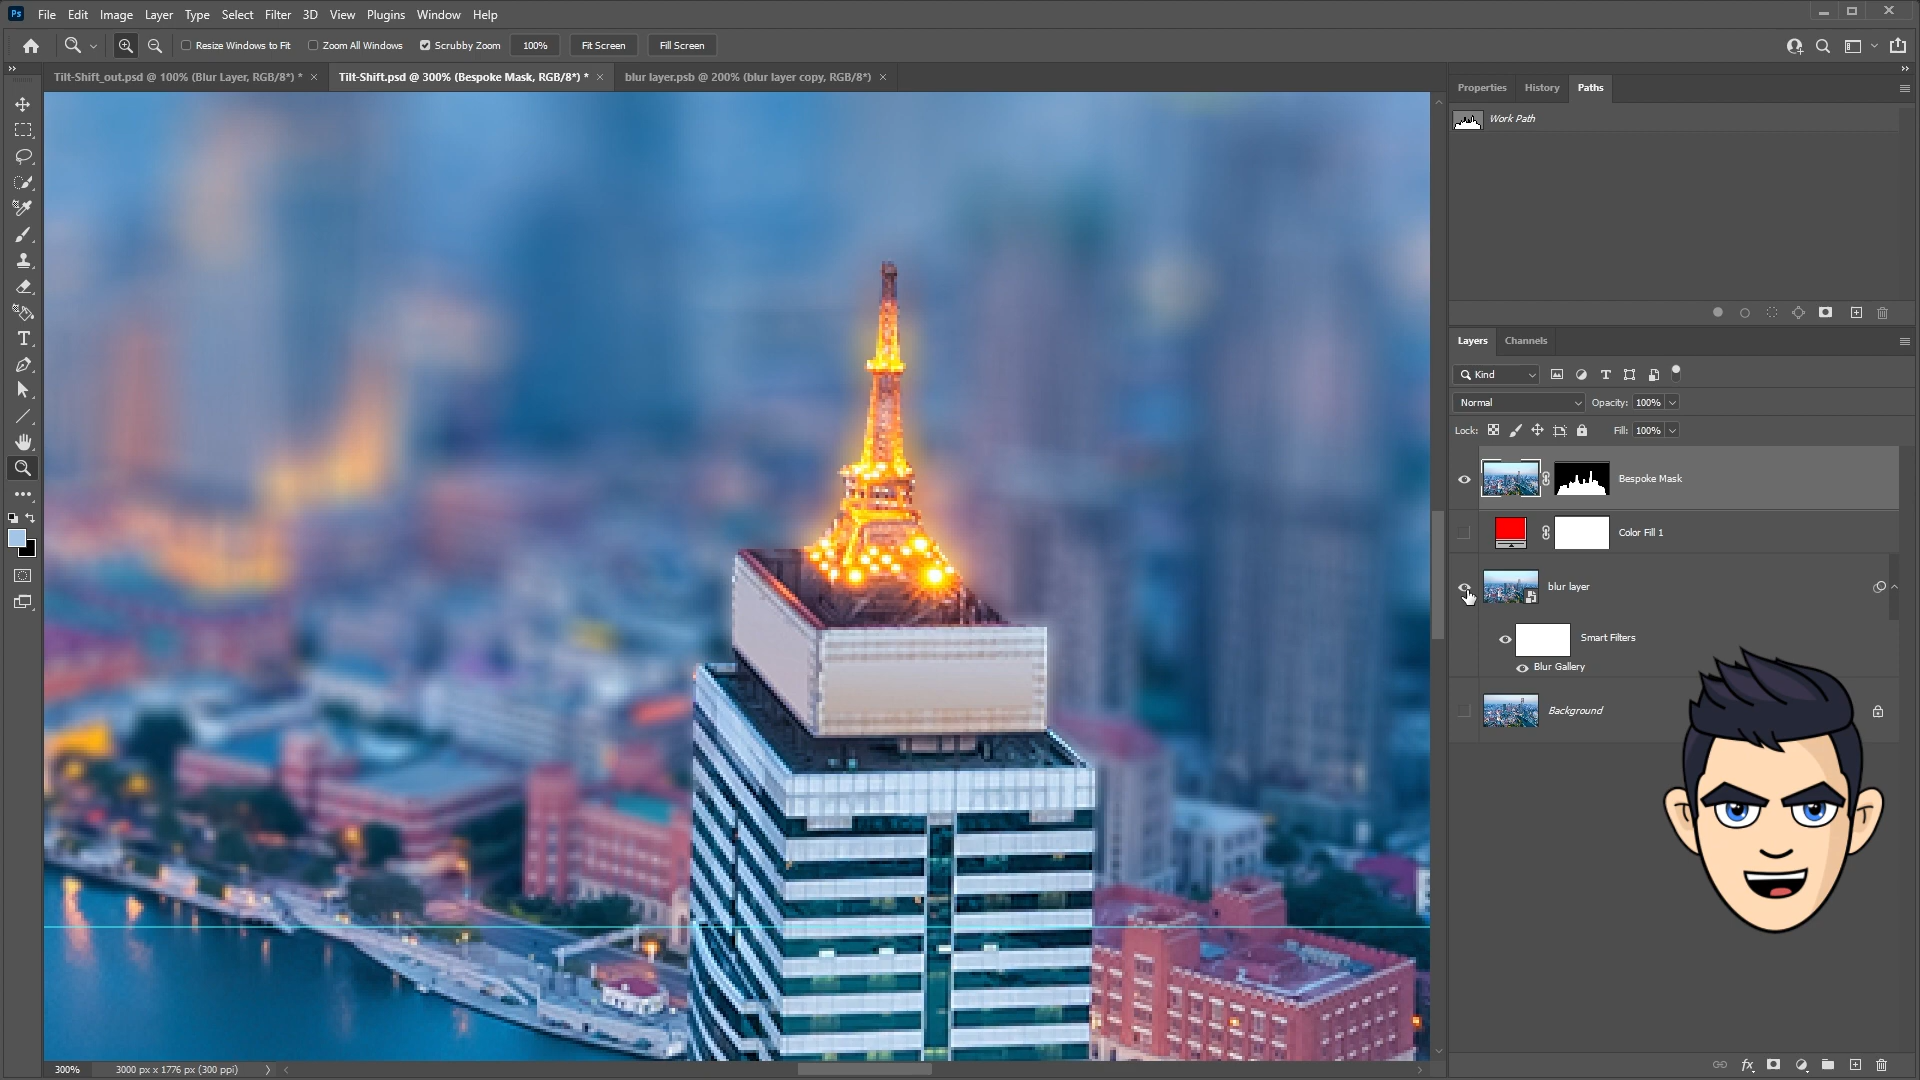 Ps File Edit Image Layer Type Select Filter 3D View Plugins Window Help
Resize Windows to Fit Zoom All Windows Scrubby Zoom 100% Fit Screen Fill Screen
Tilt-Shift_out.psd @ 100% (Blur Layer, RGB/8*) * × Tilt-Shift.psd @ 300% (Bespoke Mask, RGB/8*) * × blur layer.psb @ 200% (blur layer copy, RGB/8*) ×
Properties History Paths
Work Path
Layers Channels
Kind
Normal Opacity: 100%
Lock: Fill: 100%
Bespoke Mask
Color Fill 1
blur layer
Smart Filters
Blur Gallery
Background
300% 3000 px x 1776 px (300 ppi)
fx